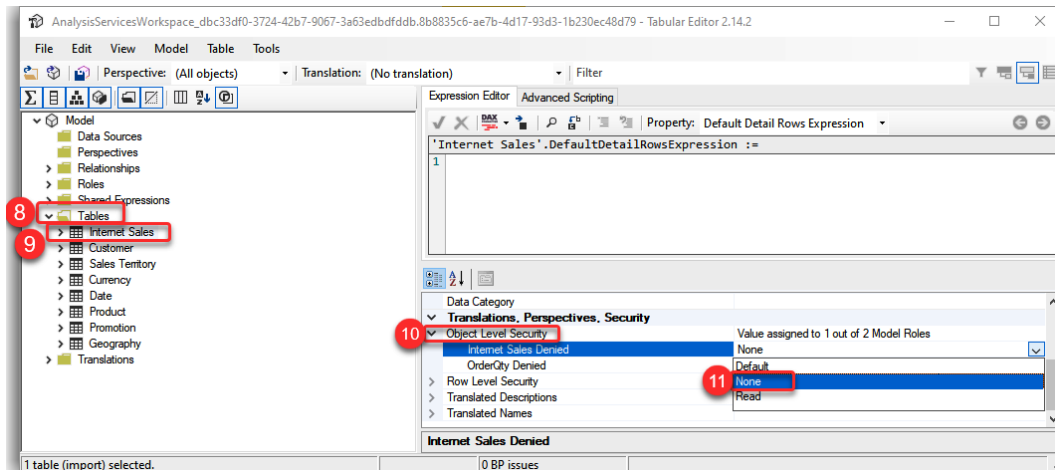 AnalysisServicesWorkspace_dbc33df0-3724-42b7-9067-3a63edbdfddb.8b8835c6-ae7b-4d17-93d3-1b230ec48d79 - Tabular Editor 2.14.2
File Edit View Model Table Tools
Perspective: (All objects) Translation: (No translation) Filter
Expression Editor Advanced Scripting
DAX Property: Default Detail Rows Expression
'Internet Sales'.DefaultDetailRowsExpression :=
1
Model
Data Sources
Perspectives
Relationships
Roles
Shared Expressions
8 Tables
9 Internet Sales
Customer
Sales Territory
Currency
Date
Product
Promotion
Geography
Translations
Data Category
Translations, Perspectives, Security
10 Object Level Security Value assigned to 1 out of 2 Model Roles
Internet Sales Denied None
OrderQty Denied Default
Row Level Security 11 None
Translated Descriptions Read
Translated Names
Internet Sales Denied
1 table (import) selected. 0 BP issues